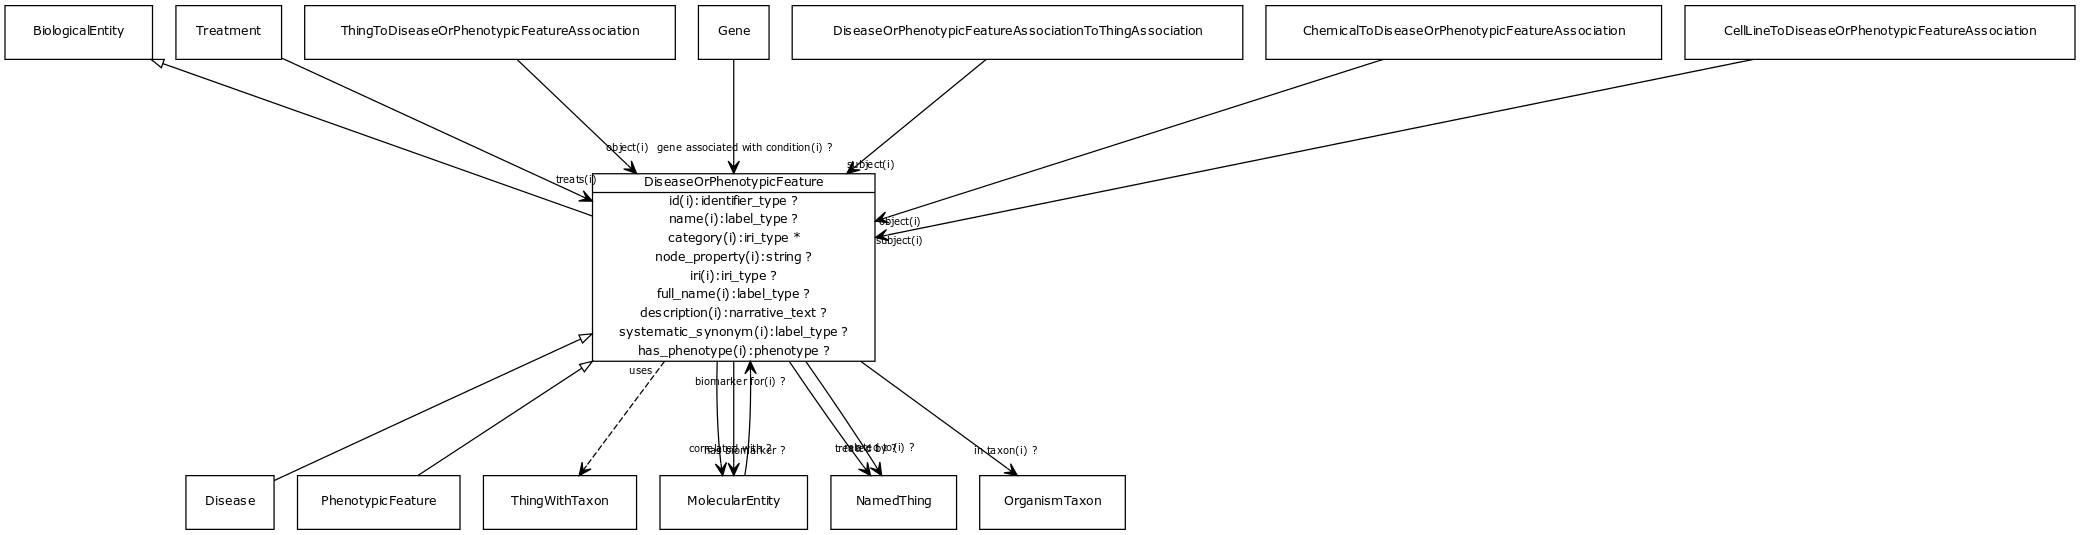 BiologicalEntity
Treatment
ThingToDiseaseOrPhenotypicFeatureAssociation
Gene
DiseaseOrPhenotypicFeatureAssociationToThingAssociation
ChemicalToDiseaseOrPhenotypicFeatureAssociation
CellLineToDiseaseOrPhenotypicFeatureAssociation
object(i)
gene associated with condition(i) ?
subject(i)
treats(i)
object(i)
subject(i)
DiseaseOrPhenotypicFeature
id(i):identifier_type ?
name(i):label_type ?
category(i):iri_type *
node_property(i):string ?
iri(i):iri_type ?
full_name(i):label_type ?
description(i):narrative_text ?
systematic_synonym(i):label_type ?
has_phenotype(i):phenotype ?
uses
biomarker for(i) ?
correlated with ?
has biomarker ?
treated by ?
related to(i) ?
in taxon(i) ?
Disease
PhenotypicFeature
ThingWithTaxon
MolecularEntity
NamedThing
OrganismTaxon